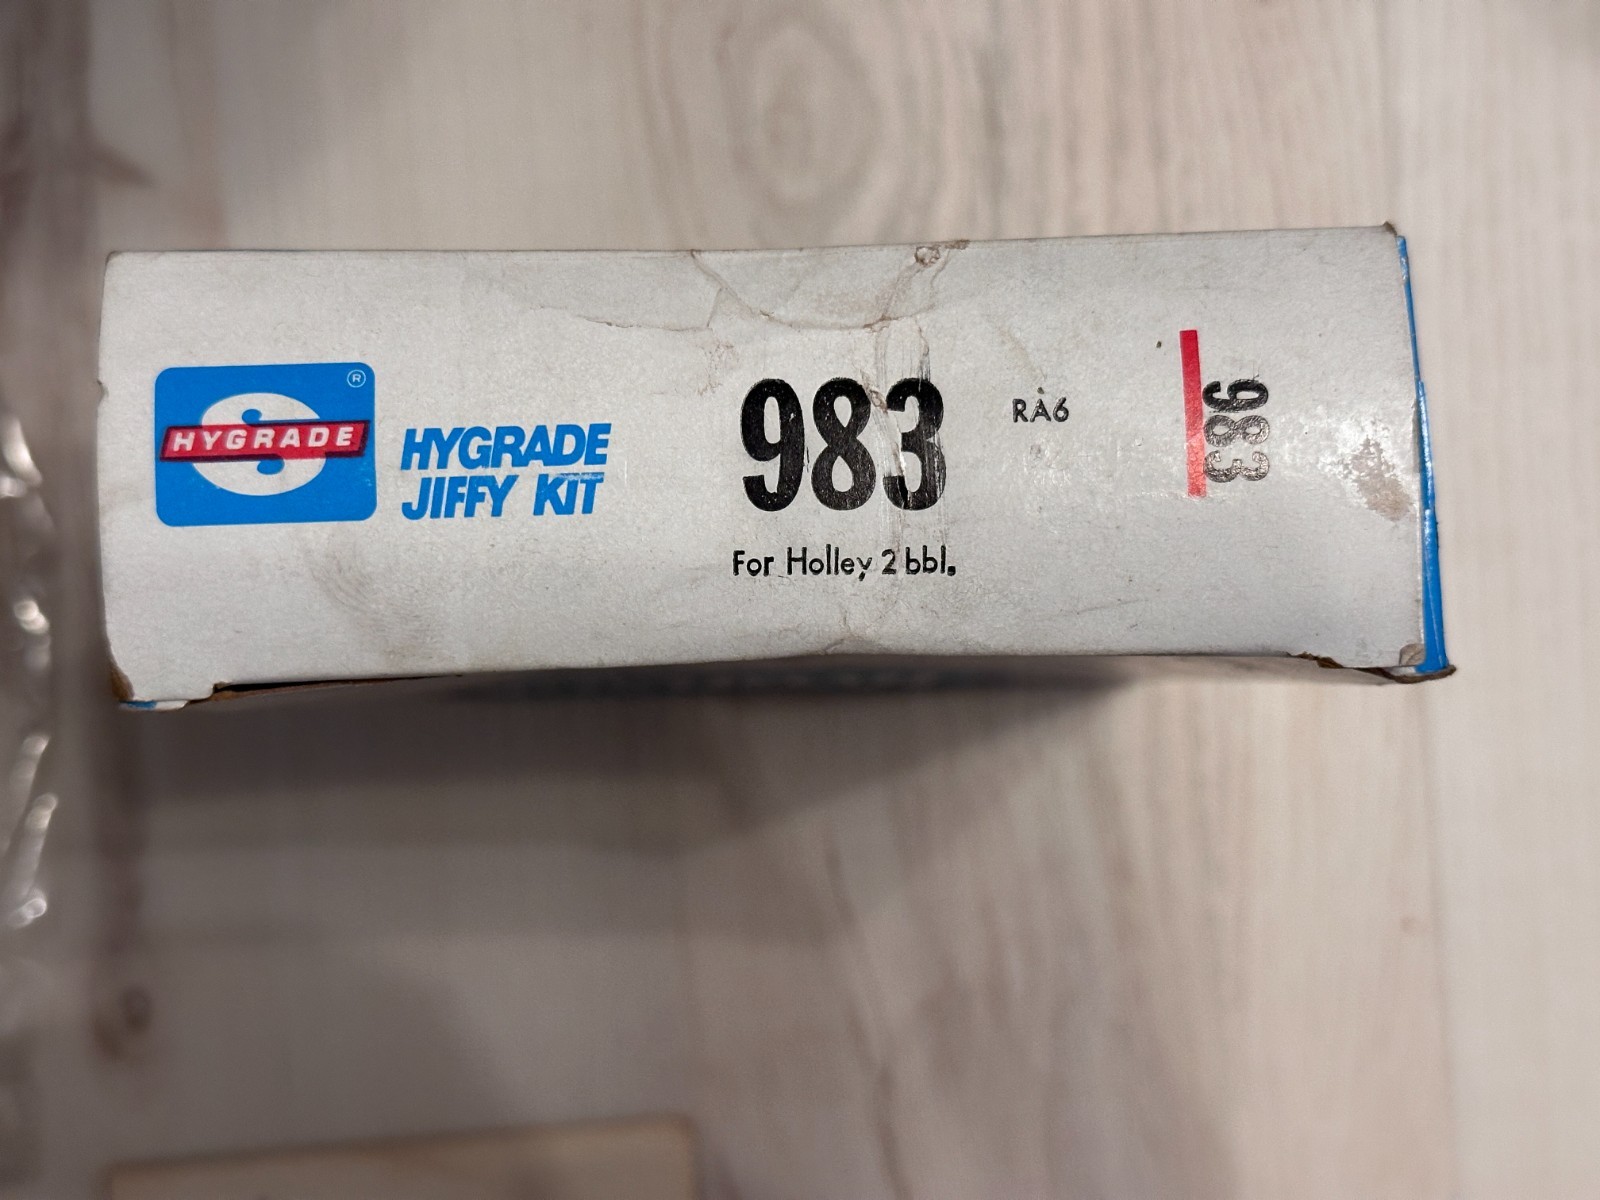 HYGRADE
®
HYGRADE
JIFFY KIT
983
RA6
For Holley 2 bbl.
983